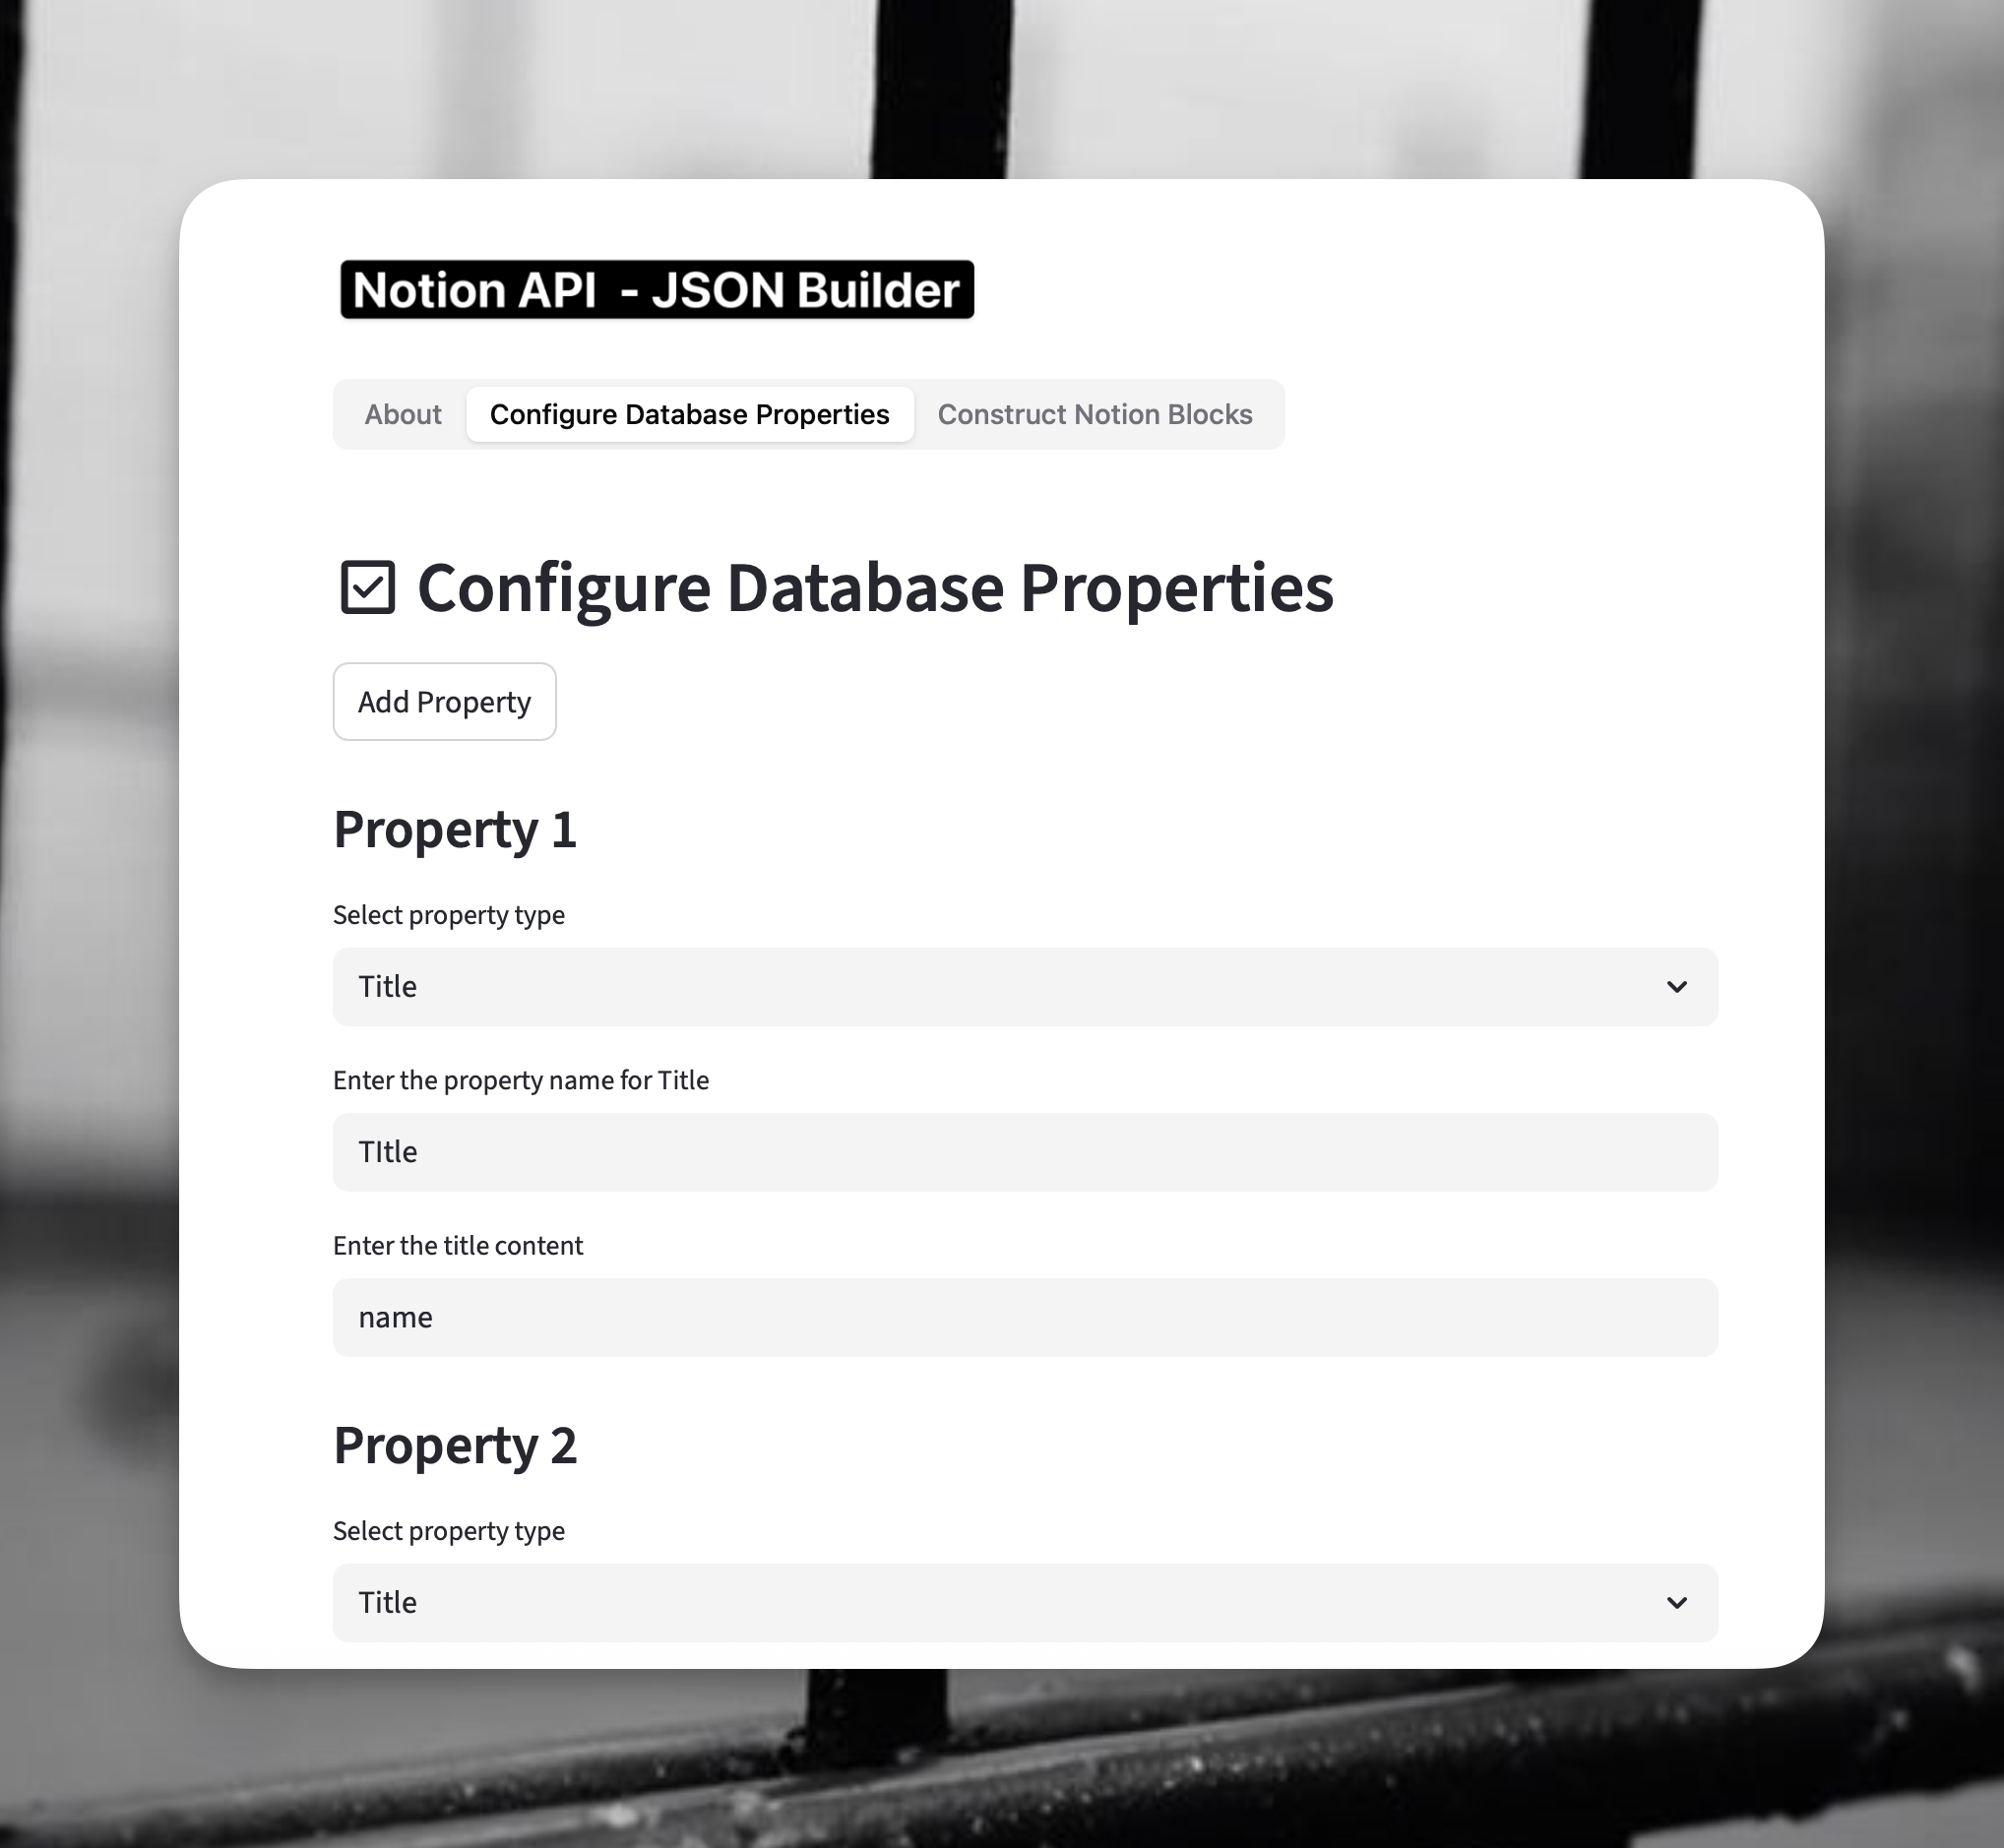 Notion API - JSON Builder
About Configure Database Properties Construct Notion Blocks
Configure Database Properties
Add Property
Property 1
Select property type
Title
Enter the property name for Title
TItle
Enter the title content
name
Property 2
Select property type
Title